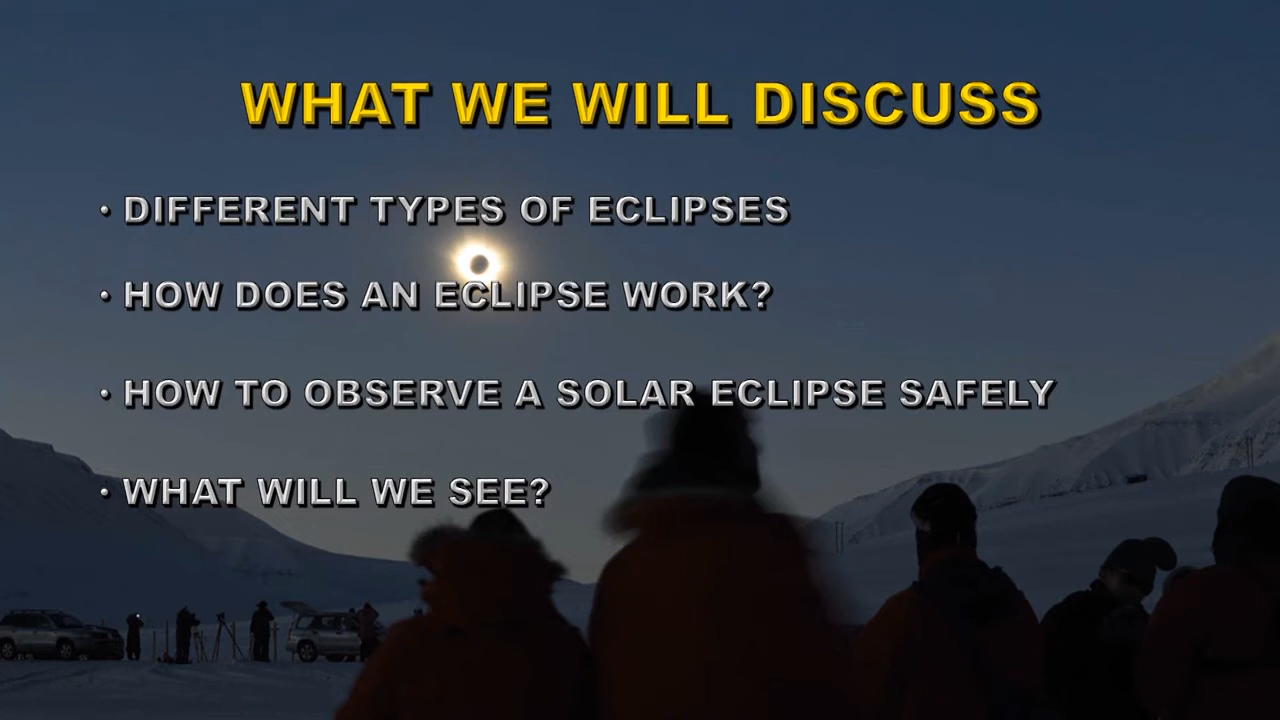 WHAT WE WILL DISCUSS
• DIFFERENT TYPES OF ECLIPSES
• HOW DOES AN ECLIPSE WORK?
• HOW TO OBSERVE A SOLAR ECLIPSE SAFELY
• WHAT WILL WE SEE?